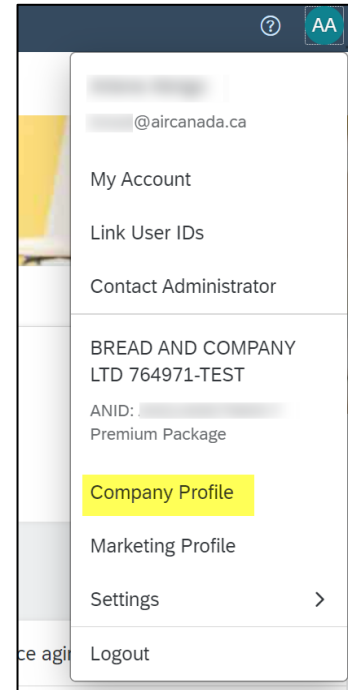 AA
@aircanada.ca
My Account
Link User IDs
Contact Administrator
BREAD AND COMPANY
LTD 764971-TEST
ANID:
Premium Package
Company Profile
Marketing Profile
Settings
ce agi
Logout